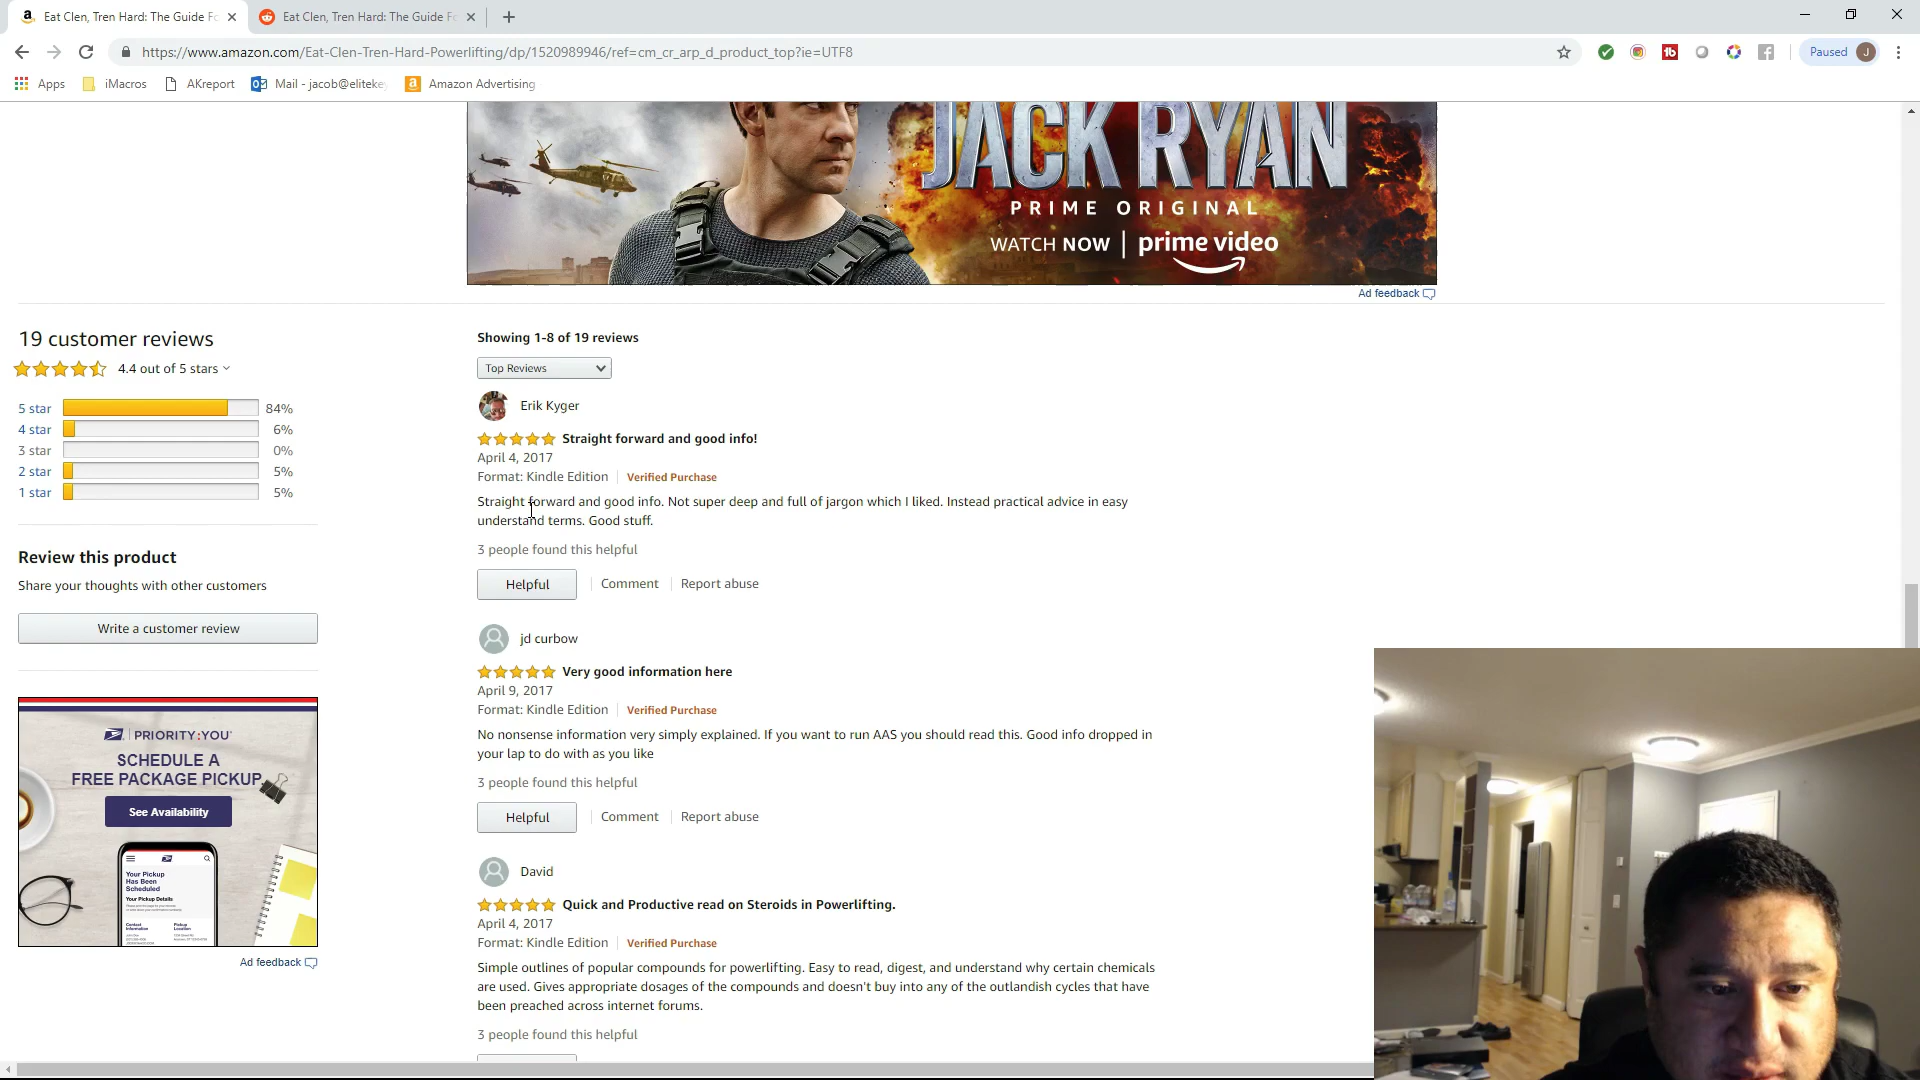 Eat Clen, Tren Hard: The Guide Fo
Eat Clen, Tren Hard: The Guide Fo
https://www.amazon.com/Eat-Clen-Tren-Hard-Powerlifting/dp/1520989946/ref=cm_cr_arp_d_product_top?ie=UTF8
Paused J
Apps iMacros AKreport Mail - jacob@eliteke Amazon Advertising
JACK RYAN
PRIME ORIGINAL
WATCH NOW | prime video
Ad feedback
19 customer reviews
4.4 out of 5 stars
5 star 84%
4 star 6%
3 star 0%
2 star 5%
1 star 5%
Review this product
Share your thoughts with other customers
Write a customer review
PRIORITY:YOU
SCHEDULE A
FREE PACKAGE PICKUP
See Availability
Your Pickup
Has Been
Scheduled
Your Pickup Details
Ad feedback
Showing 1-8 of 19 reviews
Top Reviews
Erik Kyger
Straight forward and good info!
April 4, 2017
Format: Kindle Edition | Verified Purchase
Straight forward and good info. Not super deep and full of jargon which I liked. Instead practical advice in easy
understand terms. Good stuff.
3 people found this helpful
Helpful | Comment | Report abuse
jd curbow
Very good information here
April 9, 2017
Format: Kindle Edition | Verified Purchase
No nonsense information very simply explained. If you want to run AAS you should read this. Good info dropped in
your lap to do with as you like
3 people found this helpful
Helpful | Comment | Report abuse
David
Quick and Productive read on Steroids in Powerlifting.
April 4, 2017
Format: Kindle Edition | Verified Purchase
Simple outlines of popular compounds for powerlifting. Easy to read, digest, and understand why certain chemicals
are used. Gives appropriate dosages of the compounds and doesn't buy into any of the outlandish cycles that have
been preached across internet forums.
3 people found this helpful